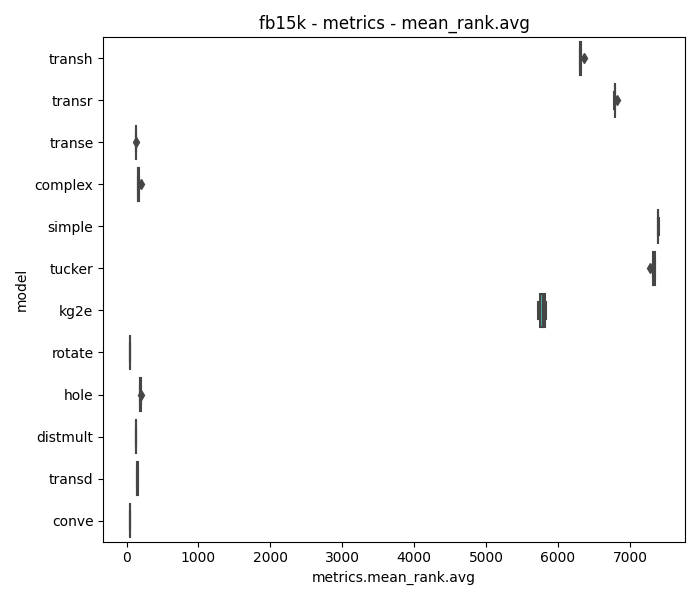 fb15k - metrics - mean_rank.avg
transh
transr
transe
complex
simple
tucker
kg2e
rotate
hole
distmult
transd
conve
model
0 1000 2000 3000 4000 5000 6000 7000
metrics.mean_rank.avg